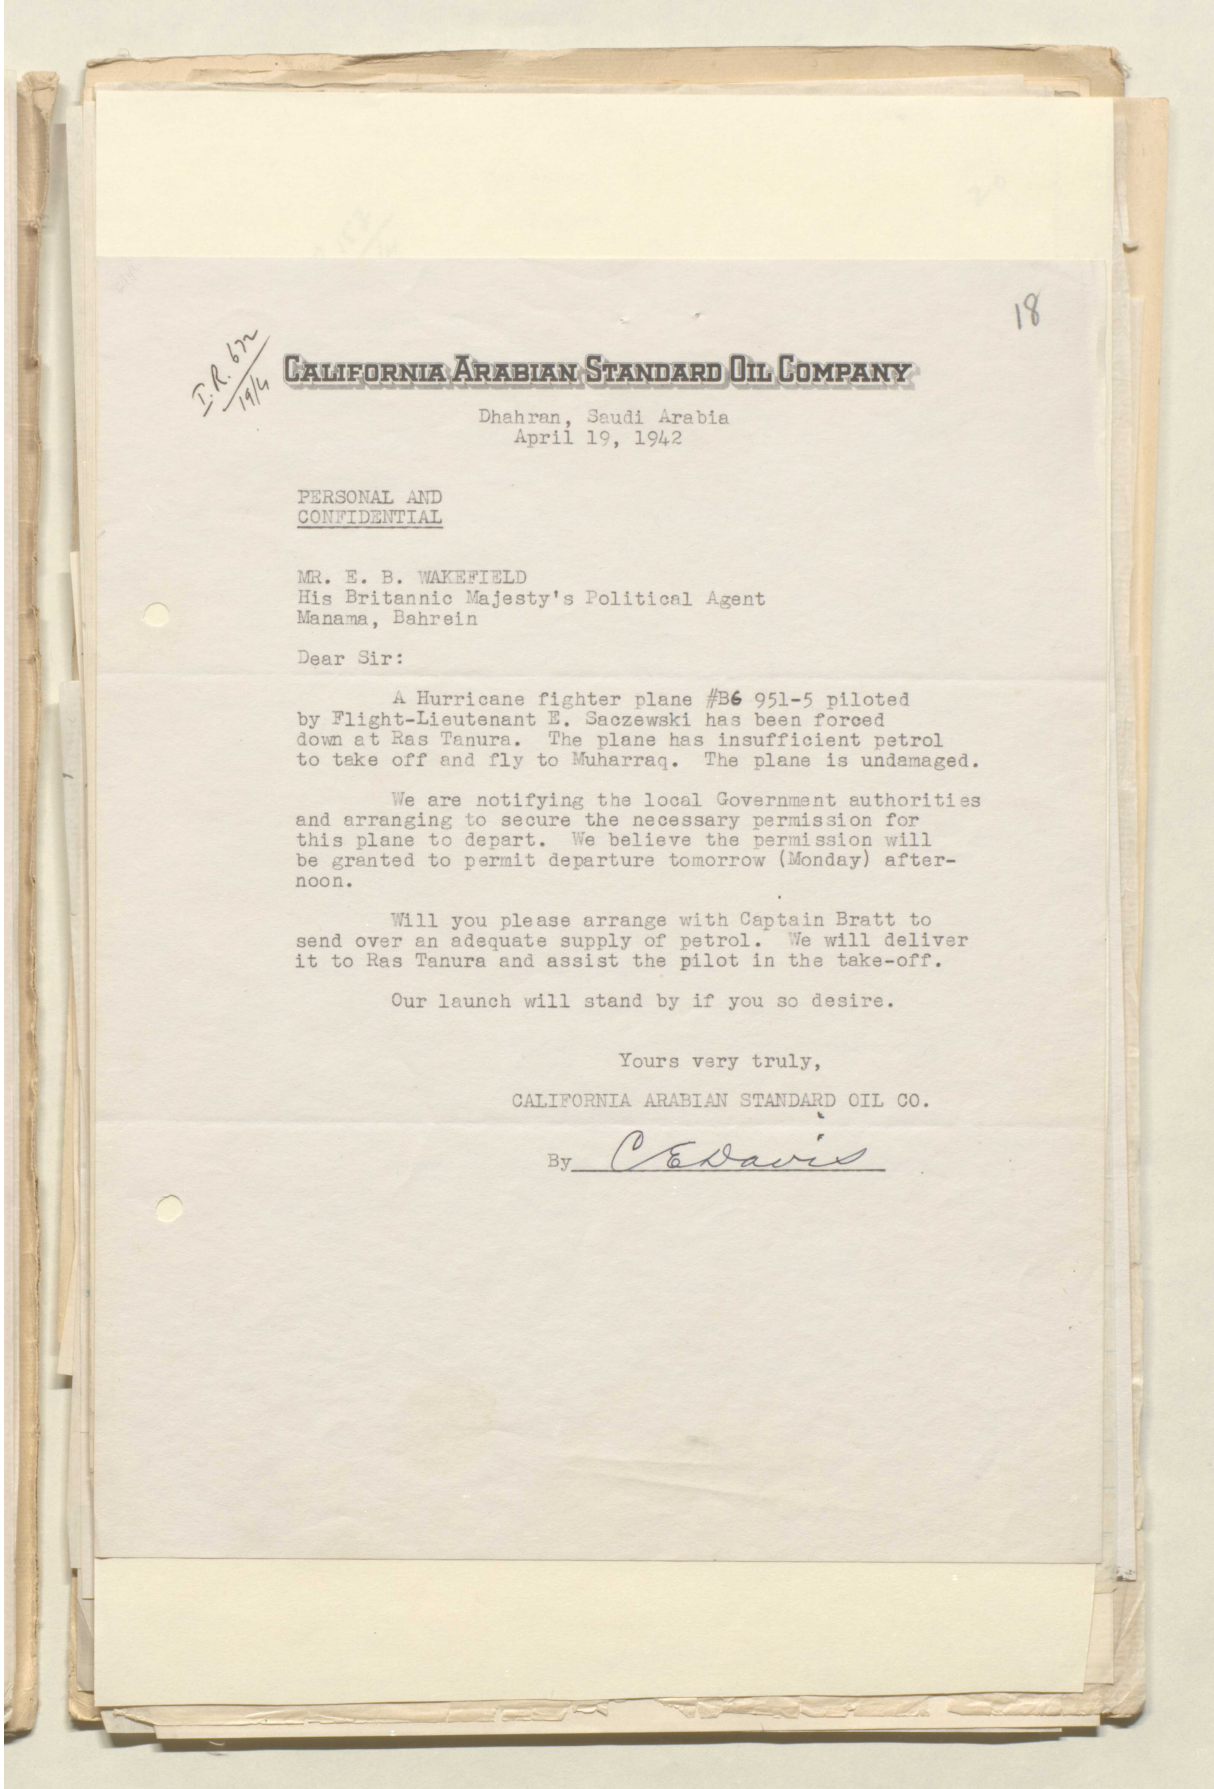 18
I.R. 672
19/4
CALIFORNIA ARABIAN STANDARD OIL COMPANY
Dhahran, Saudi Arabia
April 19, 1942
PERSONAL AND
CONFIDENTIAL
MR. E. B. WAKEFIELD
His Britannic Majesty's Political Agent
Manama, Bahrein
Dear Sir:
A Hurricane fighter plane #B6 951-5 piloted
by Flight-Lieutenant E. Saczewski has been forced
down at Ras Tanura. The plane has insufficient petrol
to take off and fly to Muharraq. The plane is undamaged.
We are notifying the local Government authorities
and arranging to secure the necessary permission for
this plane to depart. We believe the permission will
be granted to permit departure tomorrow (Monday) after-
noon.
Will you please arrange with Captain Bratt to
send over an adequate supply of petrol. We will deliver
it to Ras Tanura and assist the pilot in the take-off.
Our launch will stand by if you so desire.
Yours very truly,
CALIFORNIA ARABIAN STANDARD OIL CO.
By C E Davis